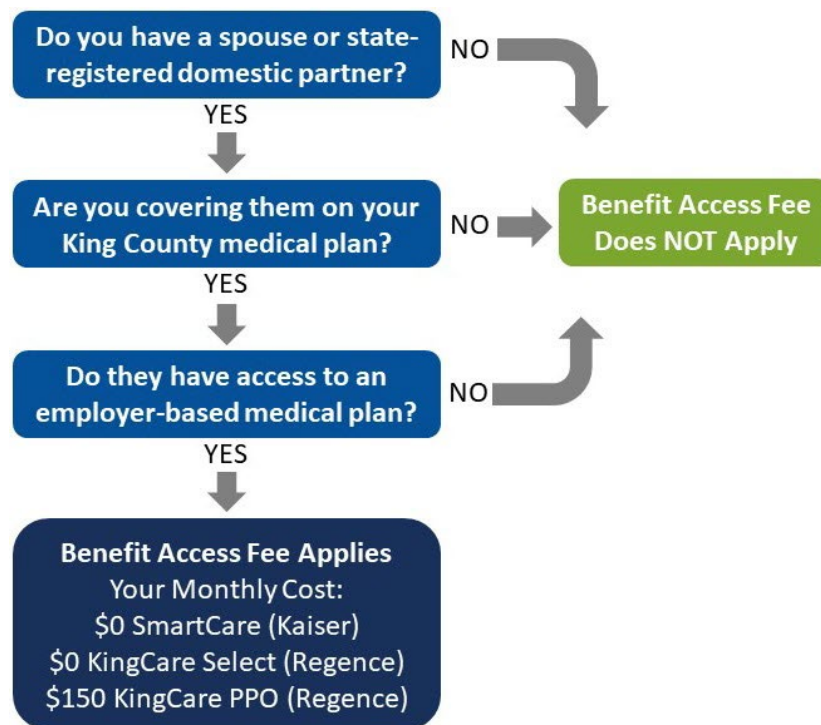 Do you have a spouse or state-
registered domestic partner?
NO
YES
Are you covering them on your
King County medical plan?
NO
Benefit Access Fee
Does NOT Apply
YES
Do they have access to an
employer-based medical plan?
NO
YES
Benefit Access Fee Applies
Your Monthly Cost:
$0 SmartCare (Kaiser)
$0 KingCare Select (Regence)
$150 KingCare PPO (Regence)